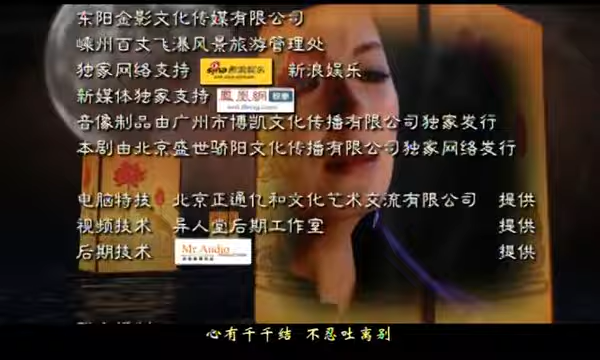 东阳金影文化传媒有限公司
嵊州百丈飞瀑风景旅游管理处
独家网络支持 sina 新浪娱乐 新浪娱乐
新媒体独家支持 鳳凰網
音像制品由广州市博凯文化传播有限公司独家发行
本剧由北京盛世骄阳文化传播有限公司独家网络发行
电脑特技 北京正通亿和文化艺术交流有限公司 提供
视频技术 异人堂后期工作室 提供
后期技术 Mr.Audio 提供
心有千千结 不忍吐离别